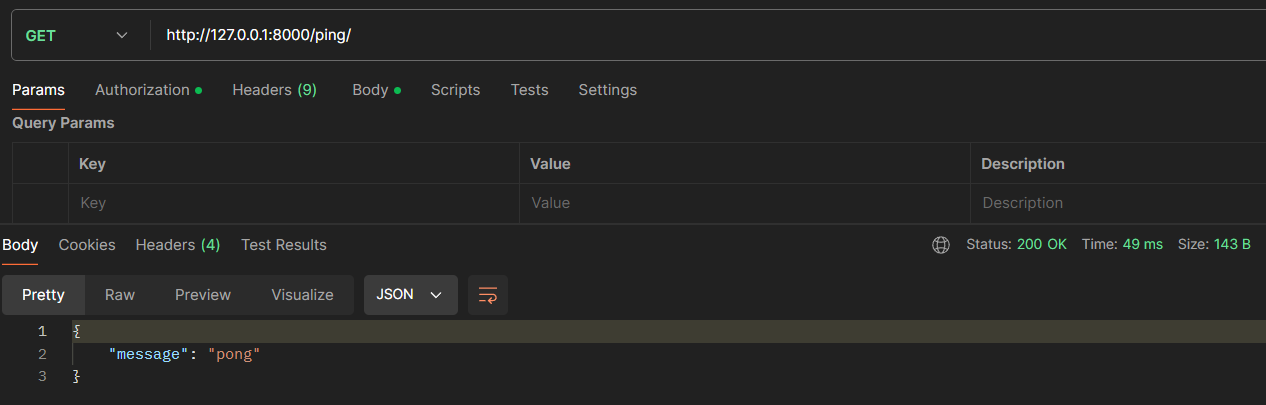 GET http://127.0.0.1:8000/ping/
Params Authorization Headers (9) Body Scripts Tests Settings
Query Params
Key Value Description
Key Value Description
Body Cookies Headers (4) Test Results Status: 200 OK Time: 49 ms Size: 143 B
Pretty Raw Preview Visualize JSON
1 {
2 "message": "pong"
3 }